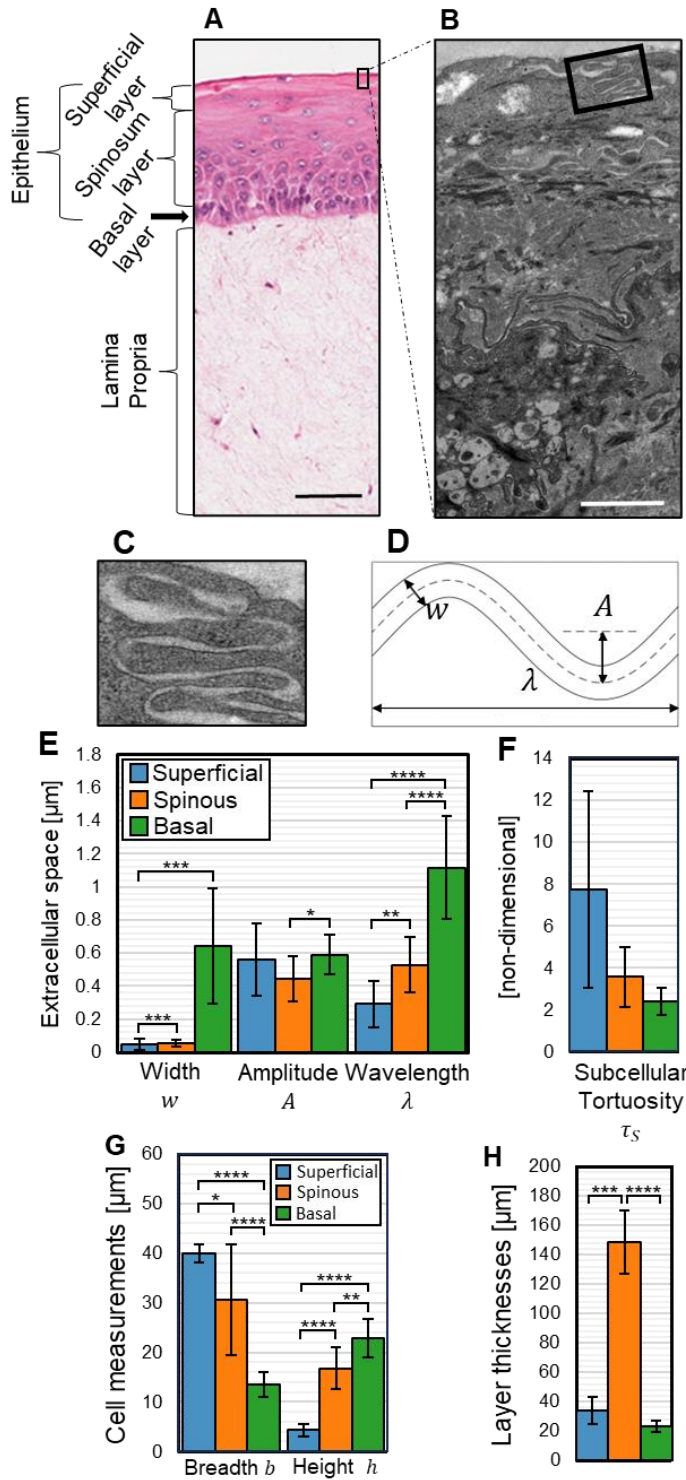 A
B
Epithelium
Superficial
layer
Spinosum
layer
Basal
layer
Lamina
Propria
C
D
w
A
λ
E
Extracellular space [µm]
1.8
1.6
1.4
1.2
1
0.8
0.6
0.4
0.2
0
Superficial
Spinous
Basal
***
***
*
**
****
****
Width
w
Amplitude
A
Wavelength
λ
F
[non-dimensional]
14
12
10
8
6
4
2
0
Subcellular
Tortuosity
τS
G
Cell measurements [µm]
60
50
40
30
20
10
0
Superficial
Spinous
Basal
****
*
****
****
**
****
Breadth b
Height h
H
Layer thicknesses [µm]
200
180
160
140
120
100
80
60
40
20
0
***
****